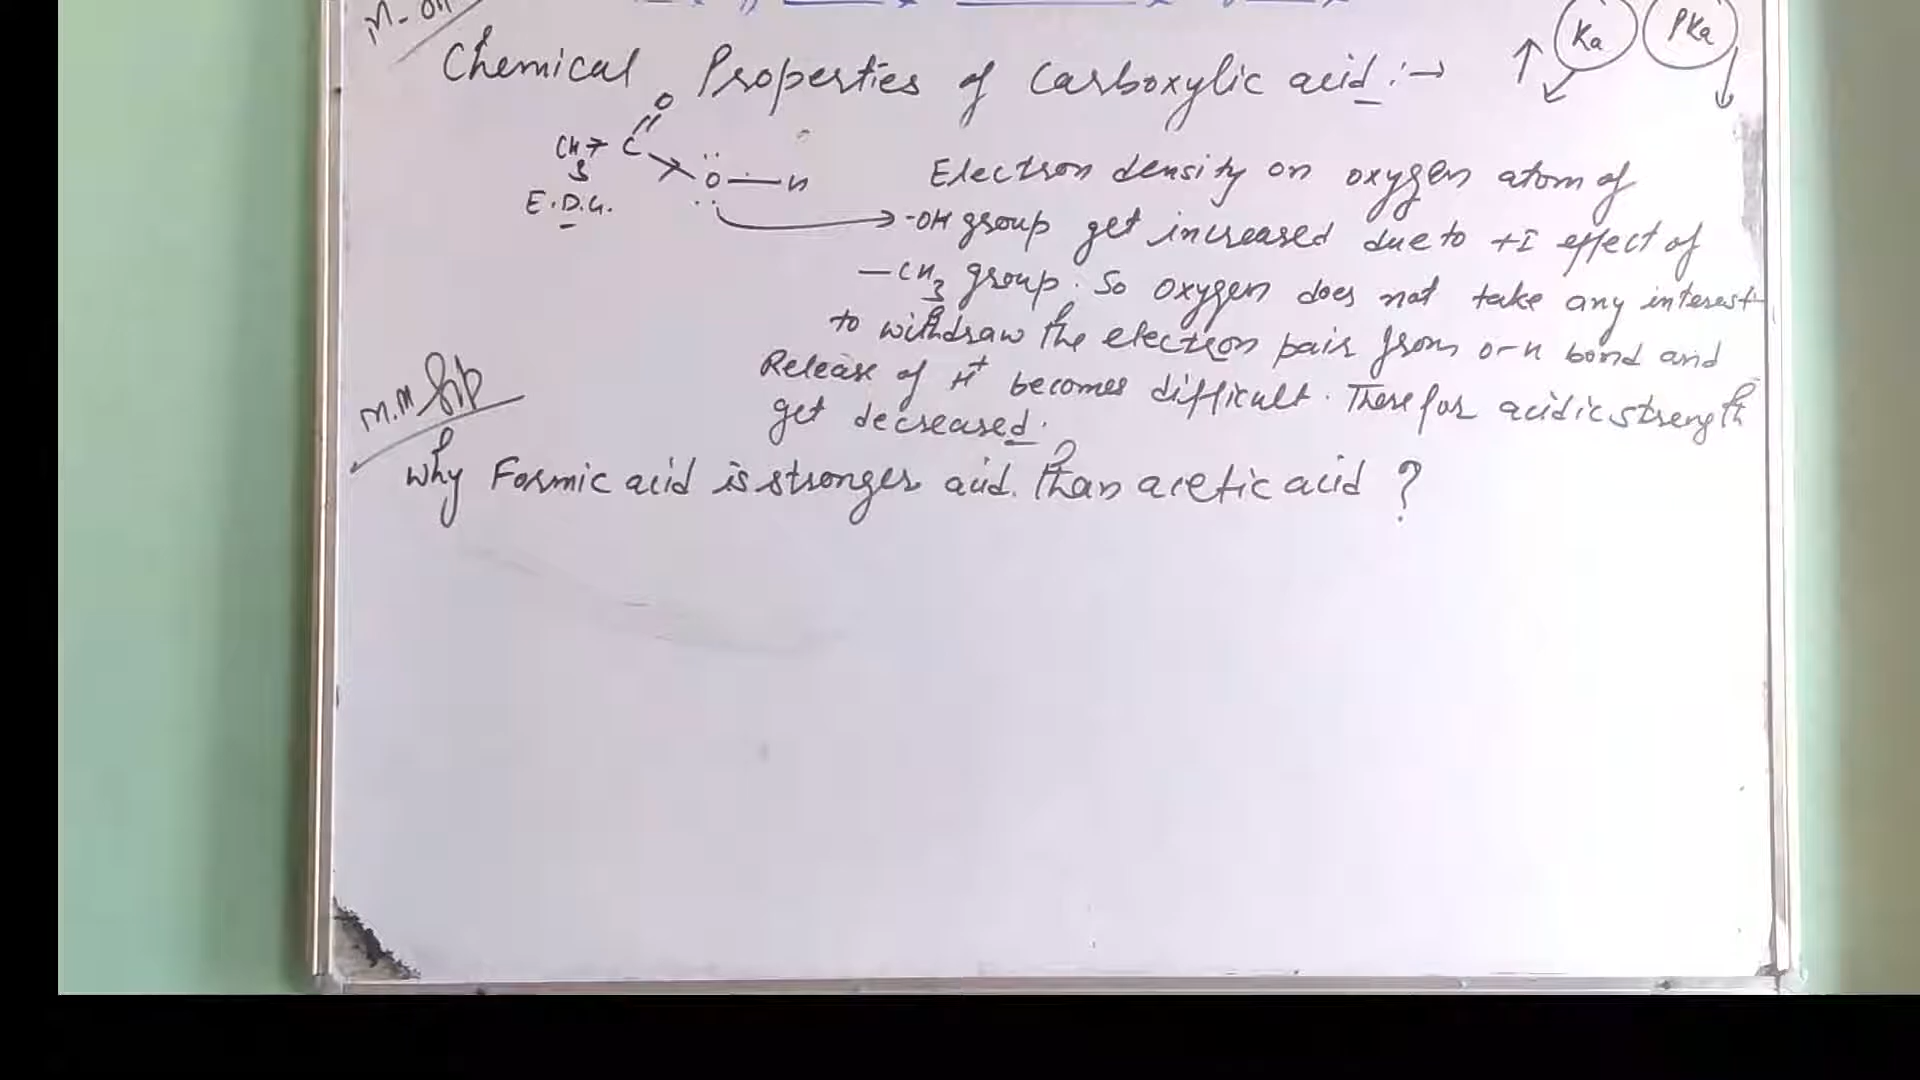 Ka PKa
Chemical Properties of Carboxylic acid :→
O
CH3 C
O — H
E.D.G.
Electron density on oxygen atom of
-OH group get increased due to +I effect of
—CH3 group. So oxygen does not take any interest
to withdraw the electron pair from O-H bond and
Release of H+ becomes difficult. Therefor acidic strength
get decreased.
Why Formic acid is stronger acid. than acetic acid ?